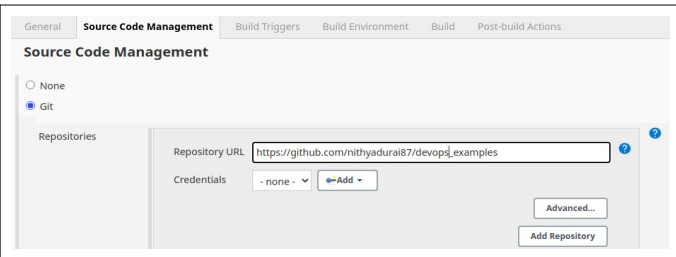 General Source Code Management Build Triggers Build Environment Build Post-build Actions
Source Code Management
None
Git
Repositories
Repository URL https://github.com/nithyadurai87/devops_examples
Credentials - none - Add
Advanced...
Add Repository